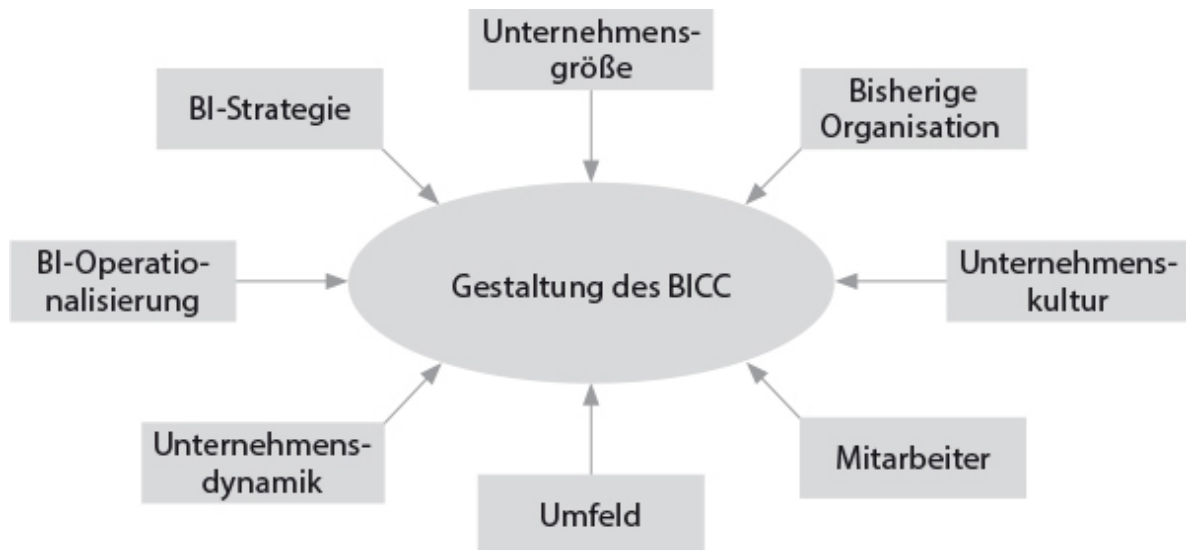 Unternehmens-
größe
BI-Strategie
Bisherige
Organisation
BI-Operatio-
nalisierung
Gestaltung des BICC
Unternehmens-
kultur
Unternehmens-
dynamik
Umfeld
Mitarbeiter